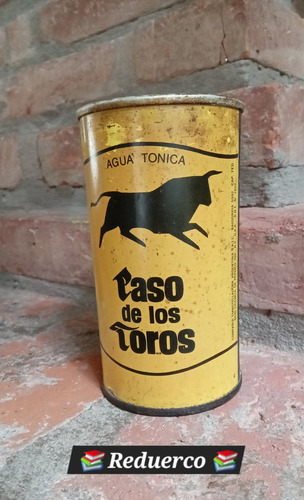 AGUA TONICA
Paso
de los
Toros
📚 Reduerco 📚